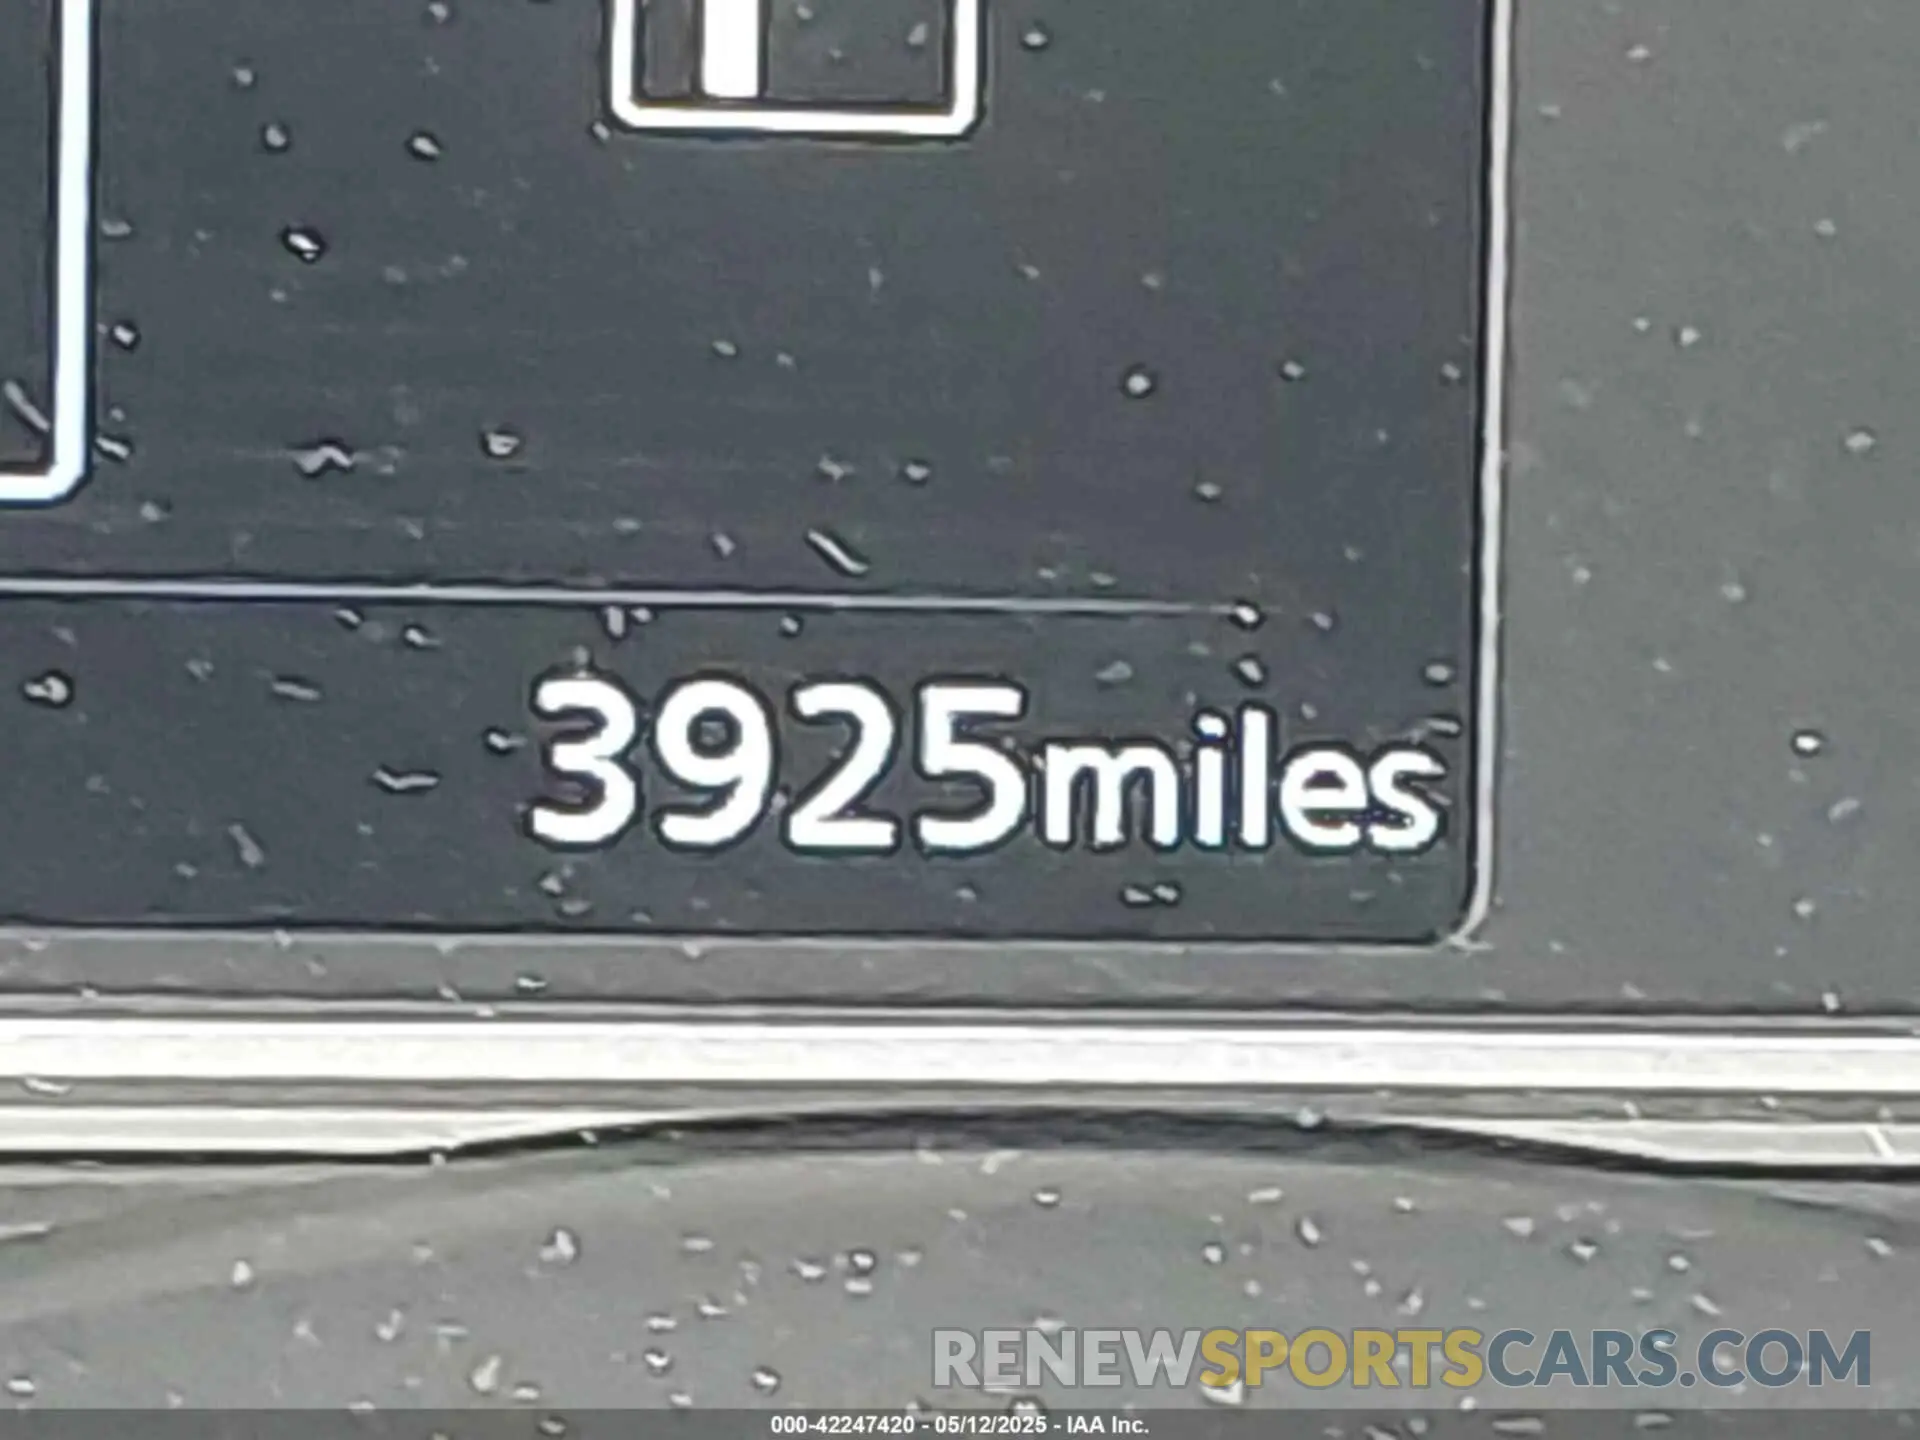 3925miles
RENEWSPORTSCARS.COM
000-42247420 - 05/12/2025 - IAA Inc.